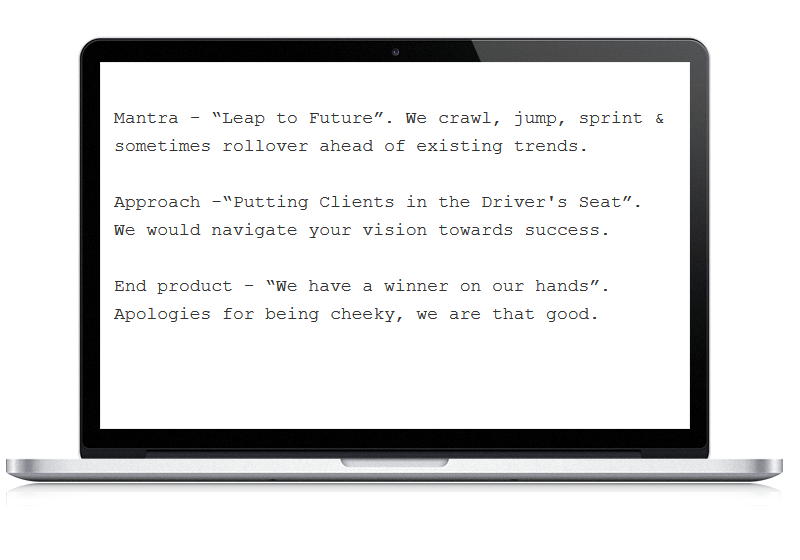 Mantra – “Leap to Future”. We crawl, jump, sprint &
sometimes rollover ahead of existing trends.
Approach –“Putting Clients in the Driver's Seat”.
We would navigate your vision towards success.
End product – “We have a winner on our hands”.
Apologies for being cheeky, we are that good.